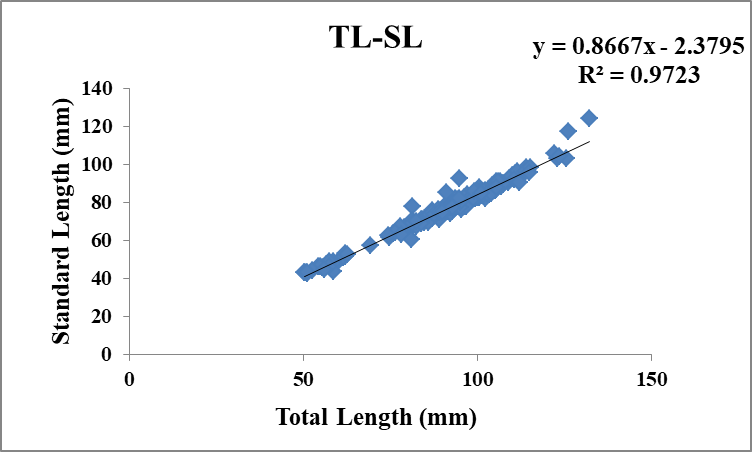 TL-SL
y = 0.8667x - 2.3795
R² = 0.9723
140
120
100
80
60
40
20
0
Standard Length (mm)
0 50 100 150
Total Length (mm)